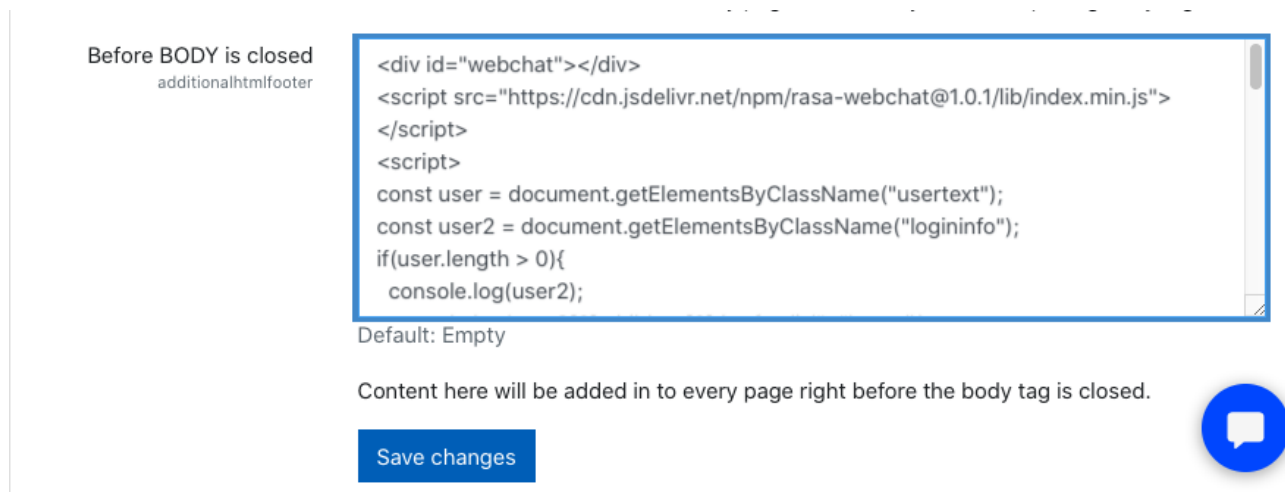 Before BODY is closed
additionalhtmlfooter
<div id="webchat"></div>
<script src="https://cdn.jsdelivr.net/npm/rasa-webchat@1.0.1/lib/index.min.js">
</script>
<script>
const user = document.getElementsByClassName("usertext");
const user2 = document.getElementsByClassName("logininfo");
if(user.length > 0){
console.log(user2);
Default: Empty
Content here will be added in to every page right before the body tag is closed.
Save changes